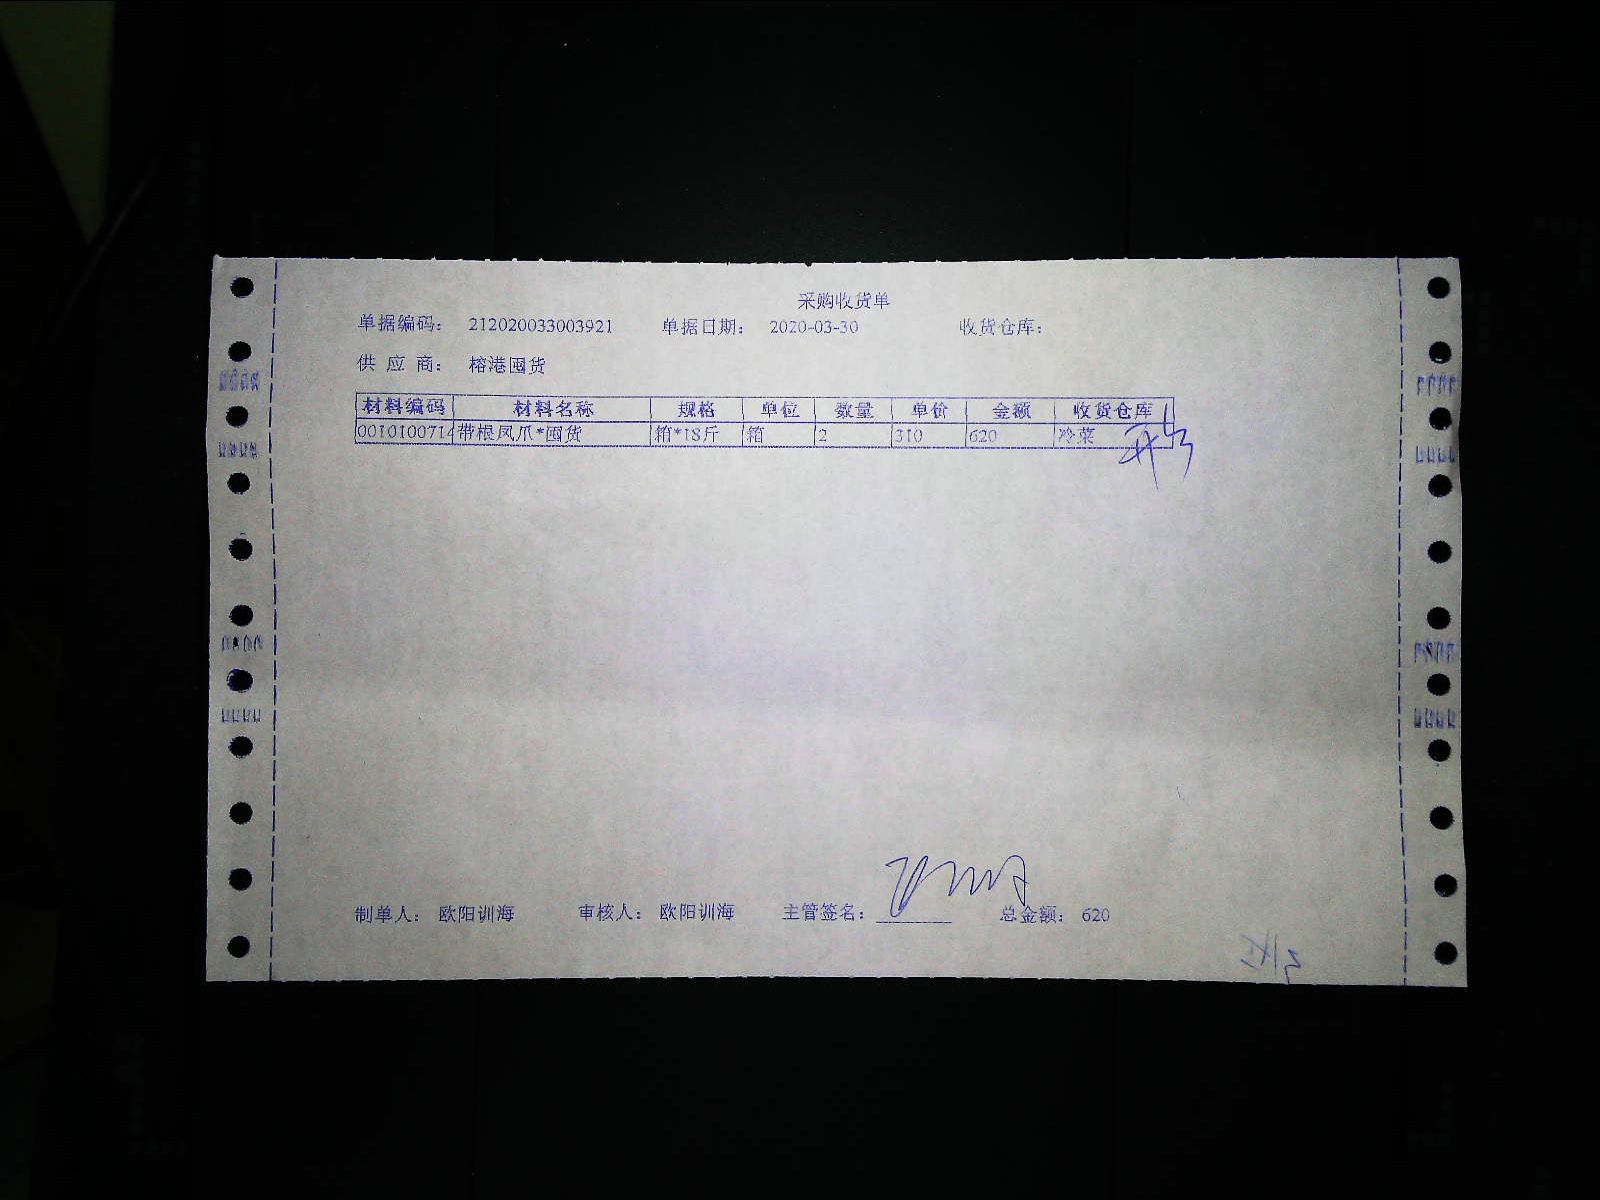 采购收货单
单据编码: 212020033003921 单据日期: 2020-03-30 收货仓库:
供 应 商: 榕港囤货
材料编码 材料名称 规格 单位 数量 单价 金额 收货仓库
0010100714 带根凤爪*囤货 箱*18斤 箱 2 310 620 冷菜
制单人: 欧阳训海 审核人: 欧阳训海 主管签名: 总金额: 620